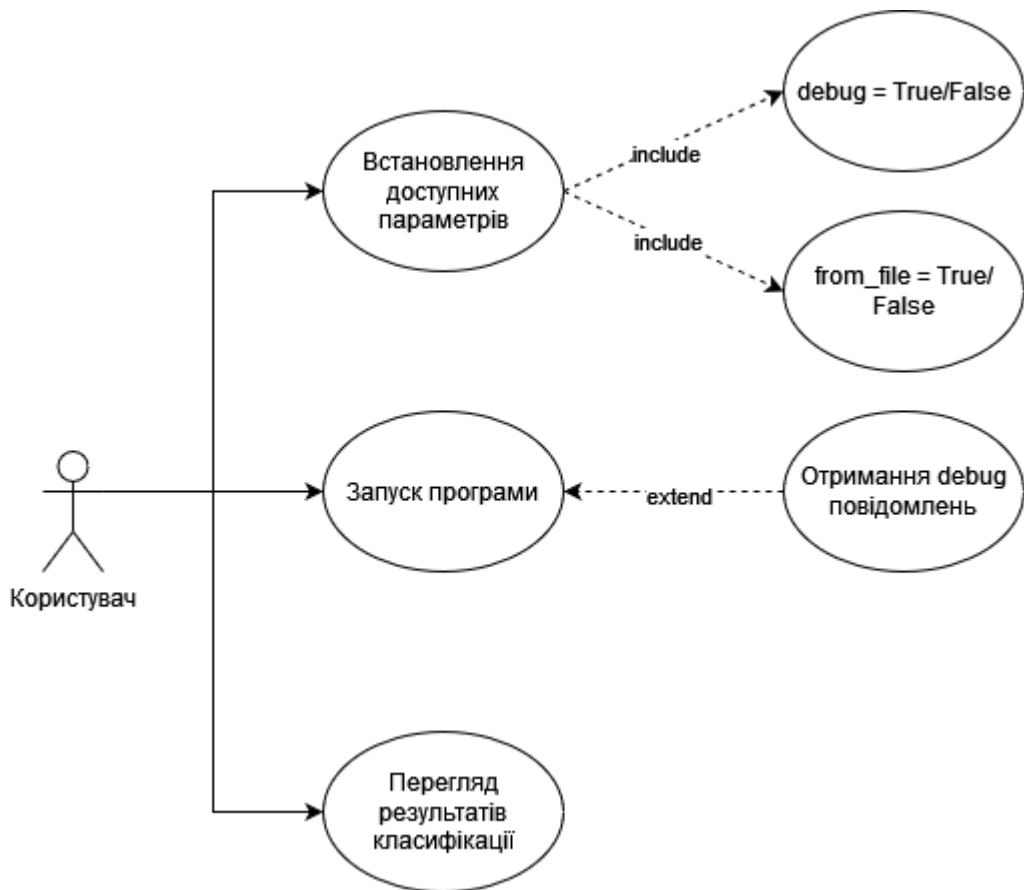 debug = True/False
Встановлення
доступних
параметрів
include
include
from_file = True/
False
Запуск програми
extend
Отримання debug
повідомлень
Користувач
Перегляд
результатів
класифікації